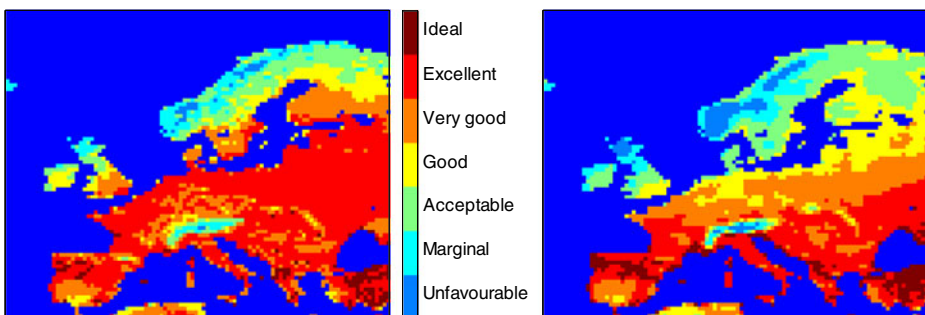 Ideal
Excellent
Very good
Good
Acceptable
Marginal
Unfavourable